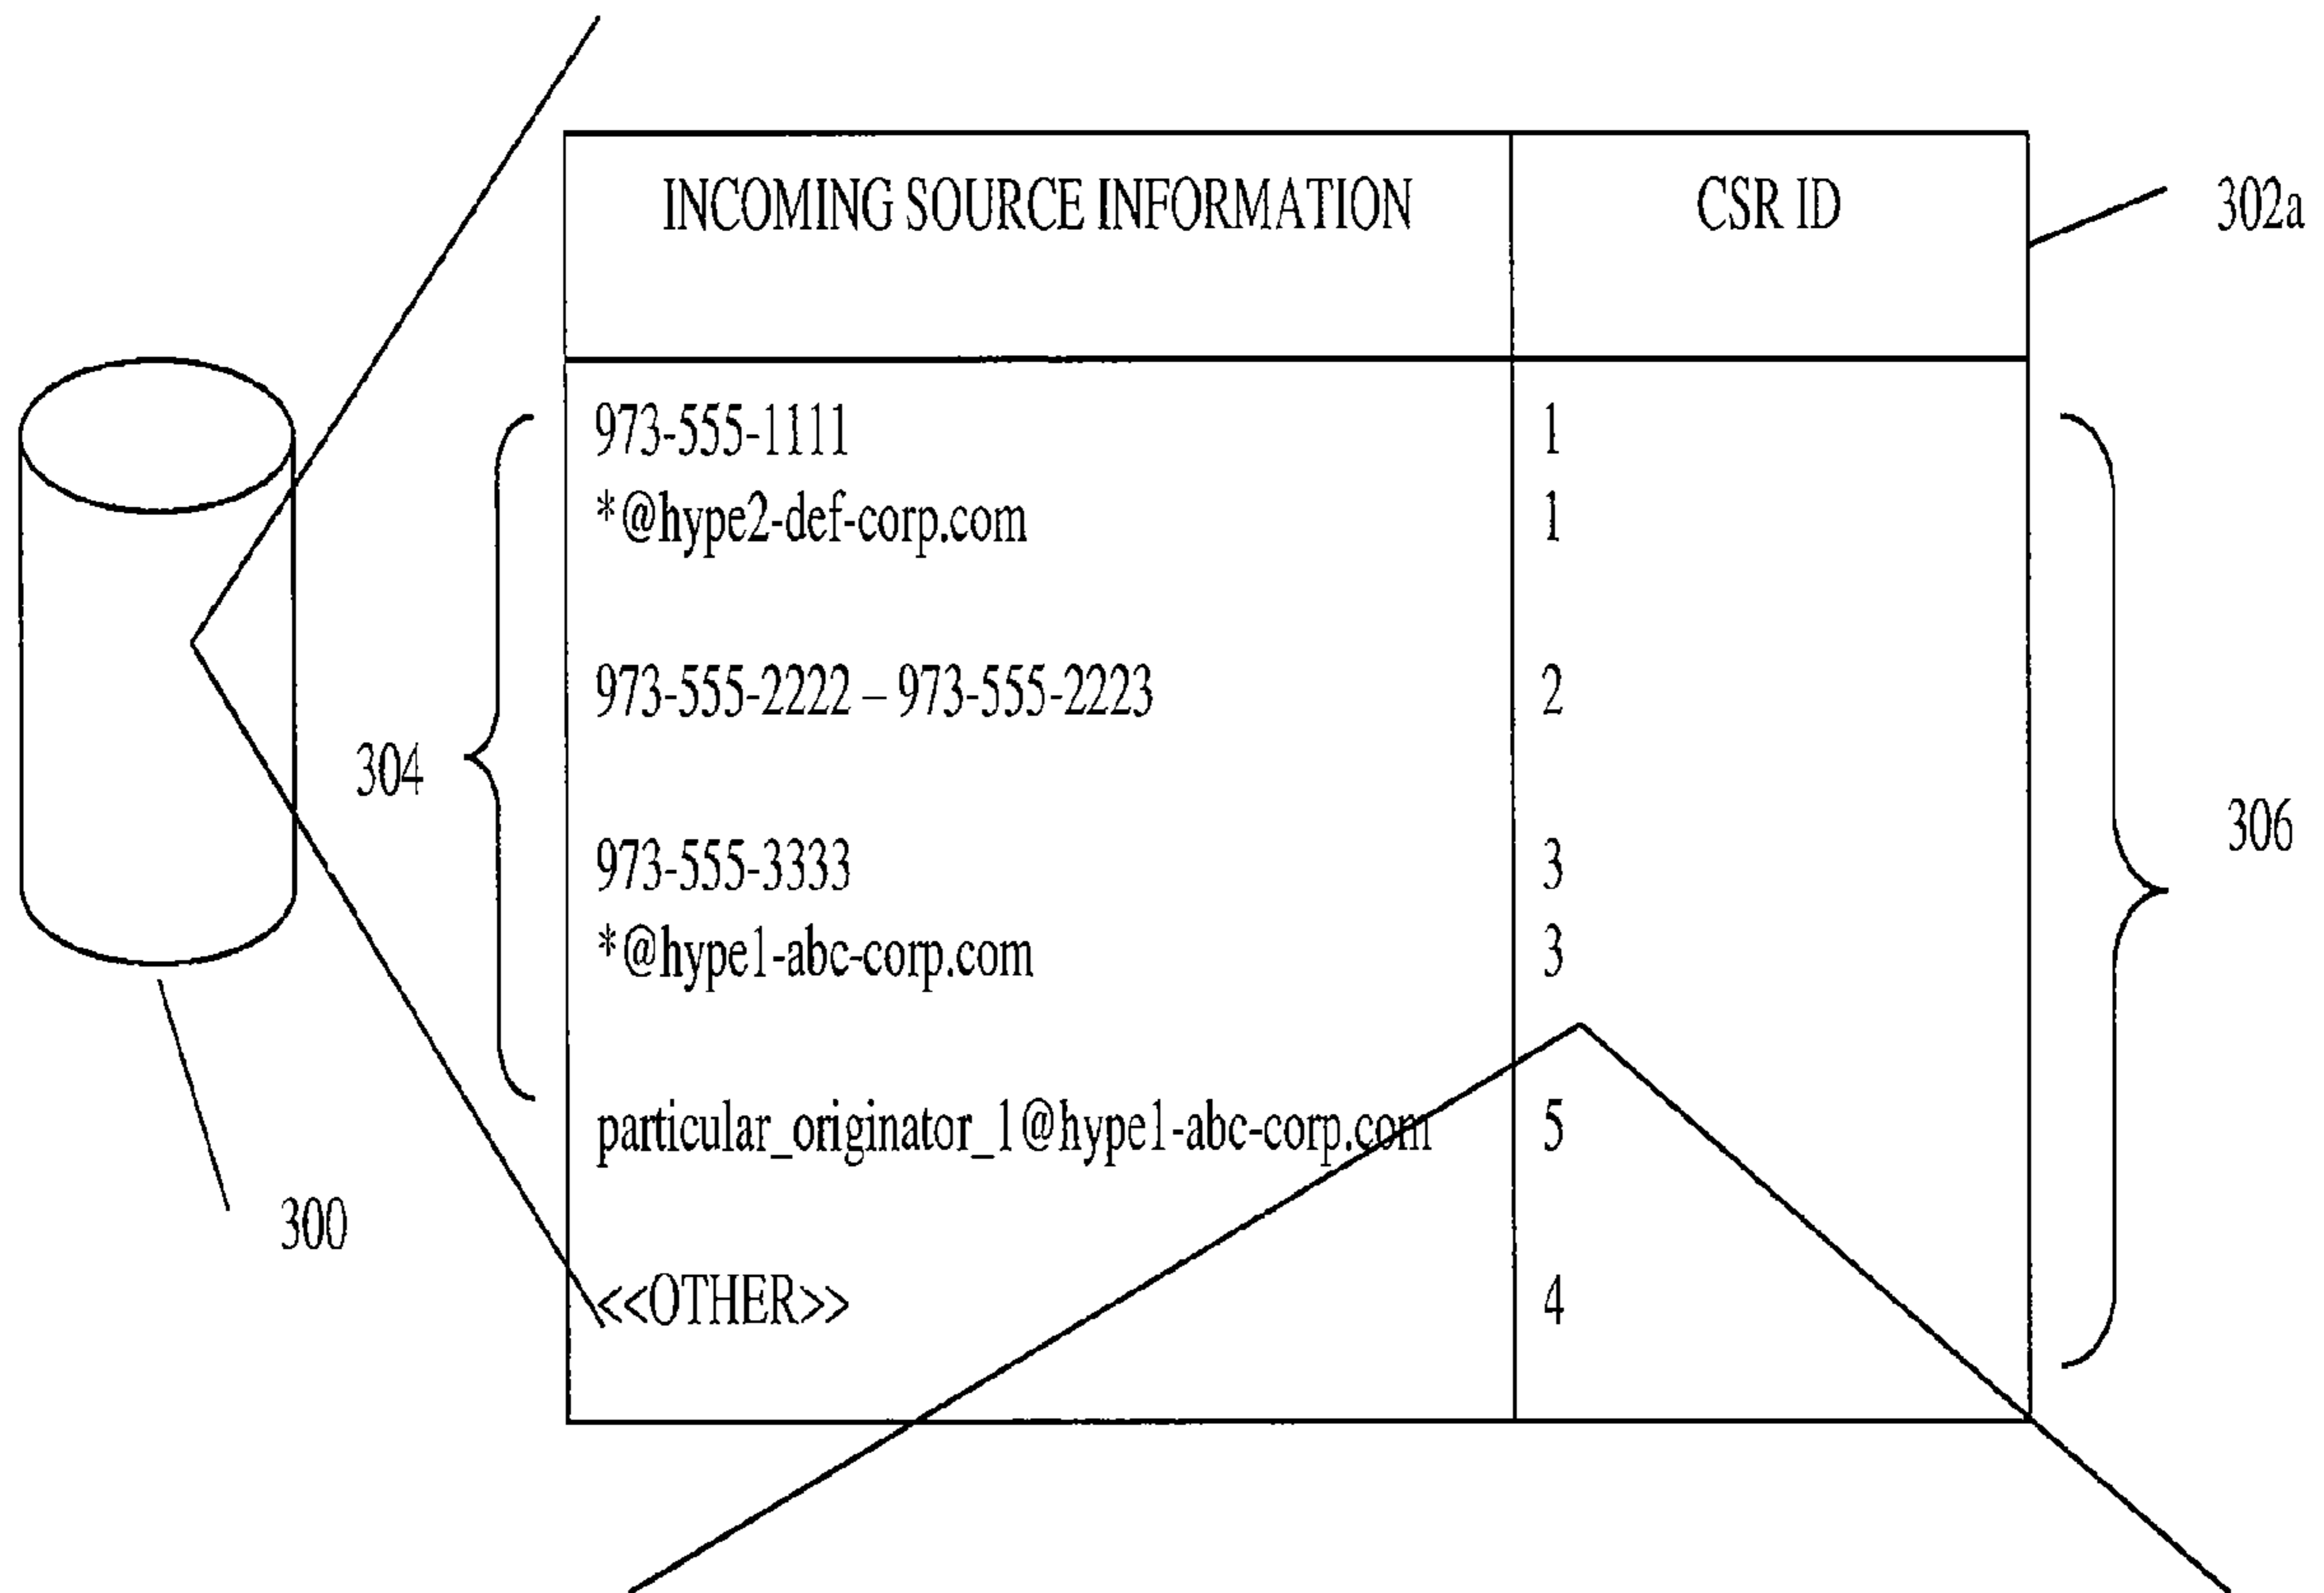 INCOMING SOURCE INFORMATION CSR ID
302a
973-555-1111 1
*@hype2-def-corp.com 1
973-555-2222 – 973-555-2223 2
304
306
973-555-3333 3
*@hype1-abc-corp.com 3
particular_originator_1@hype1-abc-corp.com 5
300
<<OTHER>> 4